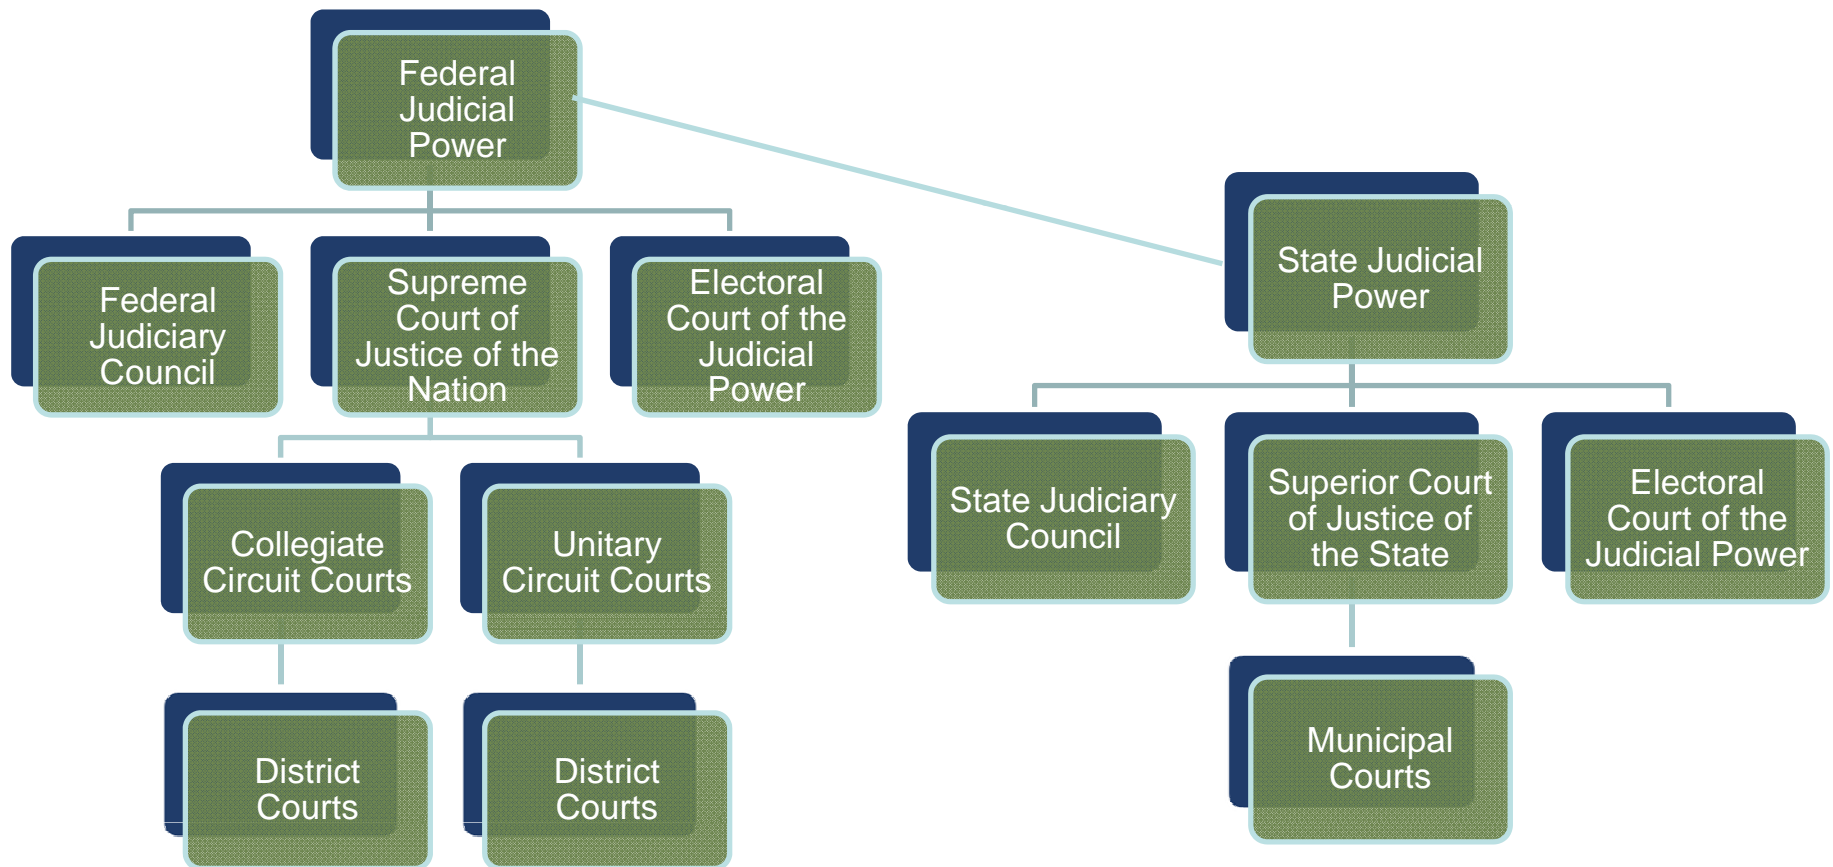 Federal
Judicial
Power
Federal
Judiciary
Council
Supreme
Court of
Justice of the
Nation
Electoral
Court of the
Judicial
Power
Collegiate
Circuit Courts
Unitary
Circuit Courts
District
Courts
District
Courts
State Judicial
Power
State Judiciary
Council
Superior Court
of Justice of
the State
Electoral
Court of the
Judicial Power
Municipal
Courts